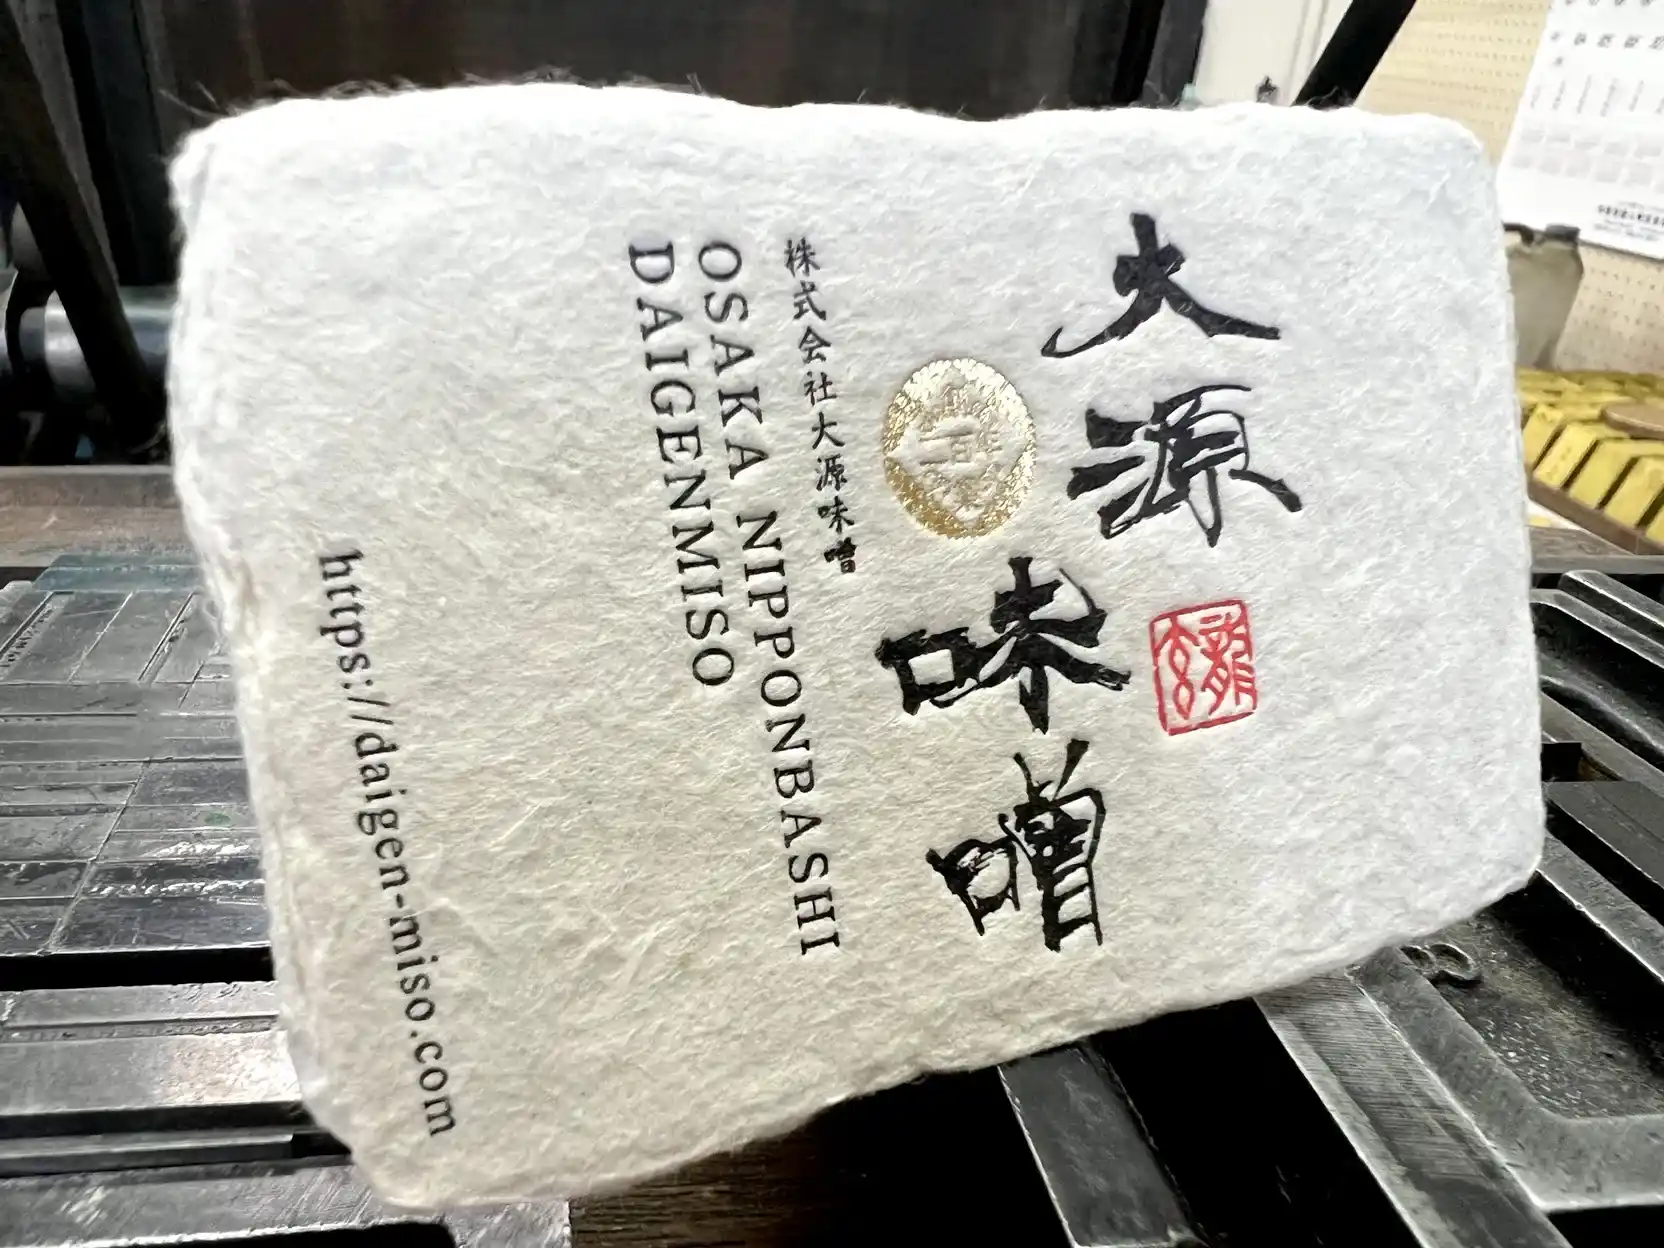 大源味噌
株式会社大源味噌
OSAKA NIPPONBASHI
DAIGENMISO
https://daigen-miso.com